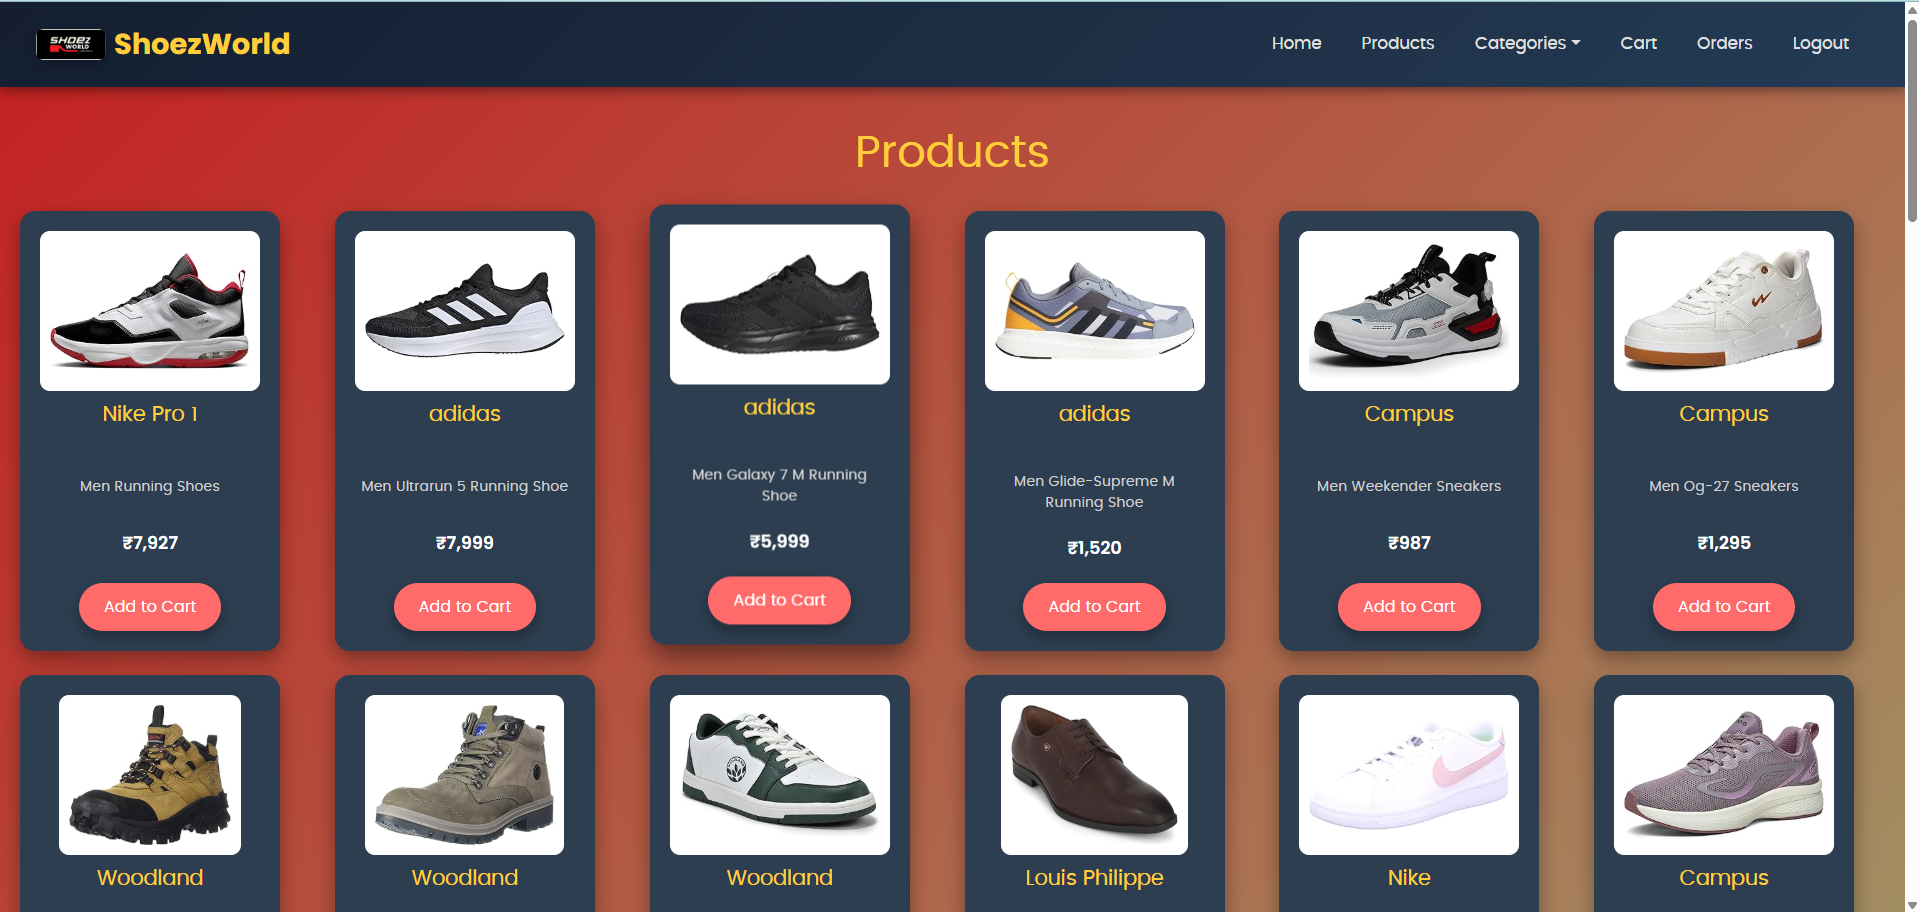 SHOEZ
WORLD
ShoezWorld
Home
Products
Categories
Cart
Orders
Logout
Products
Nike Pro 1
Men Running Shoes
₹7,927
Add to Cart
adidas
Men Ultrarun 5 Running Shoe
₹7,999
Add to Cart
adidas
Men Galaxy 7 M Running
Shoe
₹5,999
Add to Cart
adidas
Men Glide-Supreme M
Running Shoe
₹1,520
Add to Cart
Campus
Men Weekender Sneakers
₹987
Add to Cart
Campus
Men Og-27 Sneakers
₹1,295
Add to Cart
Woodland
Woodland
Woodland
Louis Philippe
Nike
Campus